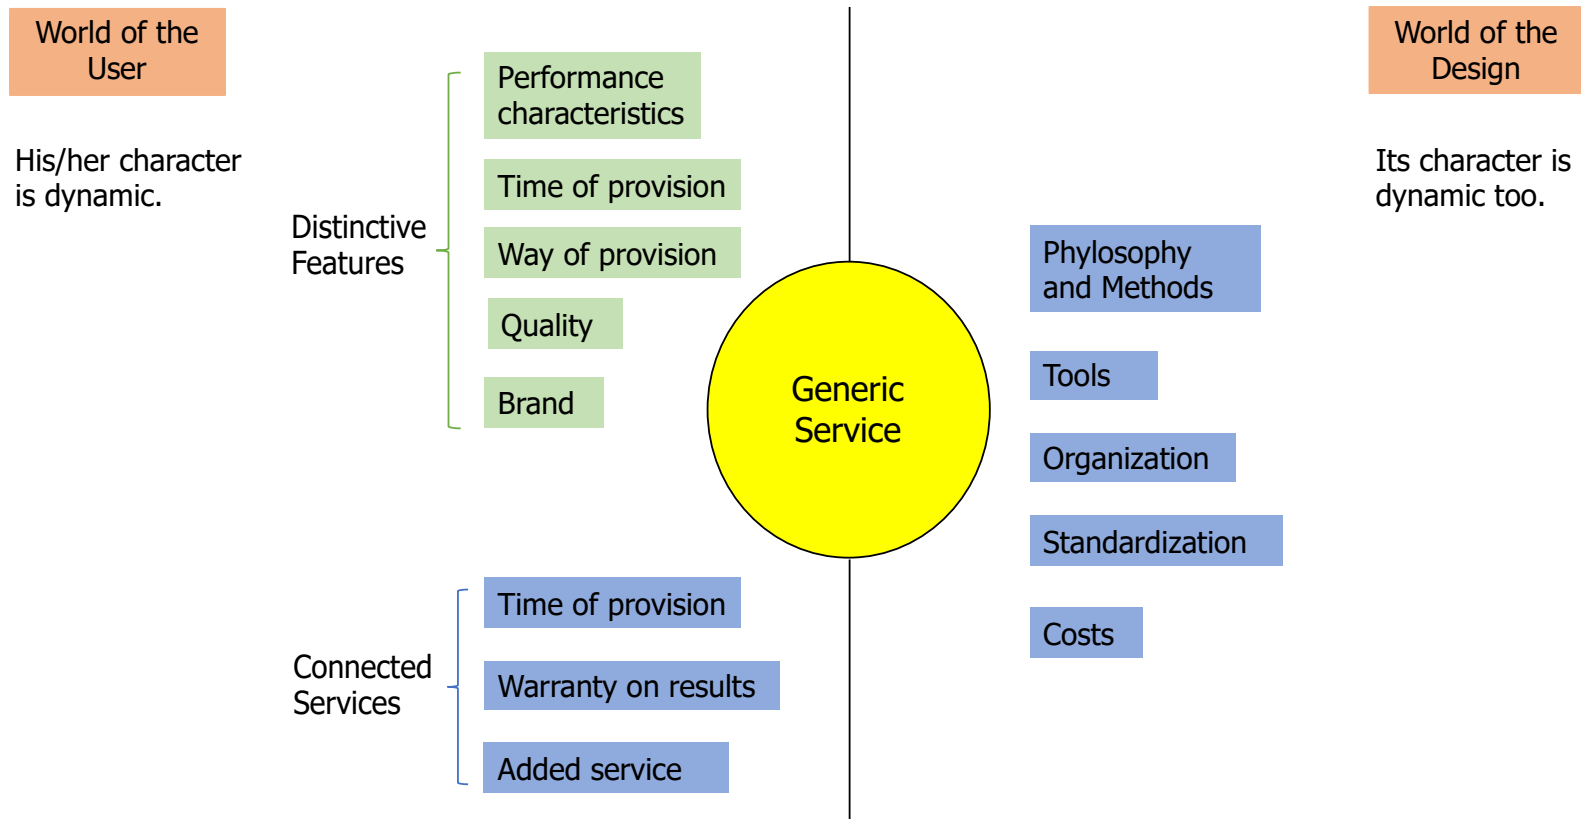 World of the
User
His/her character
is dynamic.
Distinctive
Features
Performance
characteristics
Time of provision
Way of provision
Quality
Brand
Connected
Services
Time of provision
Warranty on results
Added service
Generic
Service
World of the
Design
Its character is
dynamic too.
Phylosophy
and Methods
Tools
Organization
Standardization
Costs